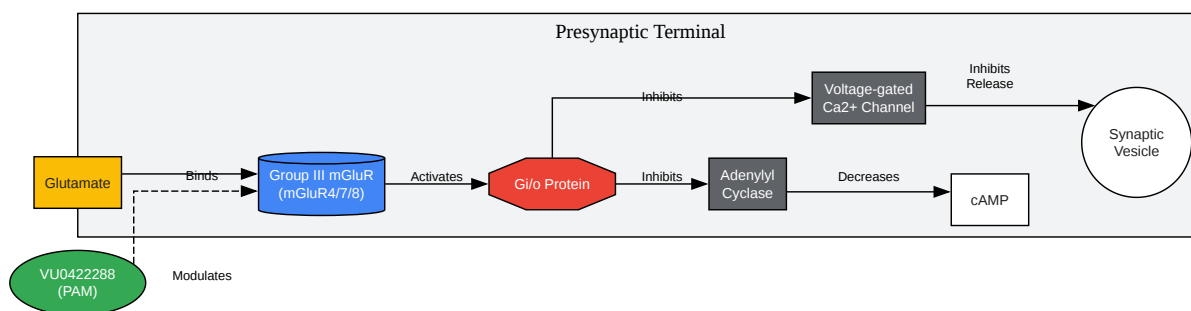 Presynaptic Terminal
Inhibits
Release
Voltage-gated
Ca2+ Channel
Inhibits
Synaptic
Vesicle
Glutamate
Binds
Group III mGluR
(mGluR4/7/8)
Activates
Gi/o Protein
Inhibits
Adenylyl
Cyclase
Decreases
cAMP
VU0422288
(PAM)
Modulates